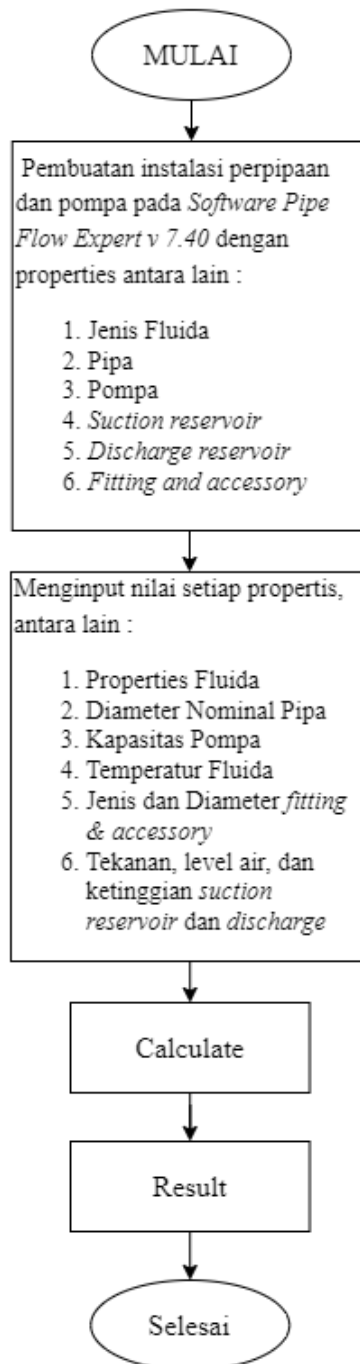 MULAI
Pembuatan instalasi perpipaan
dan pompa pada Software Pipe
Flow Expert v 7.40 dengan
properties antara lain :
1. Jenis Fluida
2. Pipa
3. Pompa
4. Suction reservoir
5. Discharge reservoir
6. Fitting and accessory
Menginput nilai setiap propertis,
antara lain :
1. Properties Fluida
2. Diameter Nominal Pipa
3. Kapasitas Pompa
4. Temperatur Fluida
5. Jenis dan Diameter fitting
& accessory
6. Tekanan, level air, dan
ketinggian suction
reservoir dan discharge
Calculate
Result
Selesai